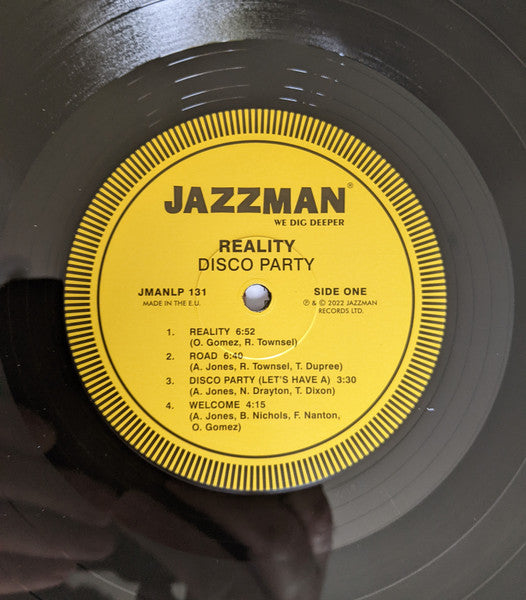 JAZZMAN®
WE DIG DEEPER
REALITY
DISCO PARTY
JMANLP 131
MADE IN THE E.U.
SIDE ONE
℗ & © 2022 JAZZMAN
RECORDS LTD.
1. REALITY 6:52
(O. Gomez, R. Townsel)
2. ROAD 6:40
(A. Jones, R. Townsel, T. Dupree)
3. DISCO PARTY (LET'S HAVE A) 3:30
(A. Jones, N. Drayton, T. Dixon)
4. WELCOME 4:15
(A. Jones, B. Nichols, F. Nanton,
O. Gomez)